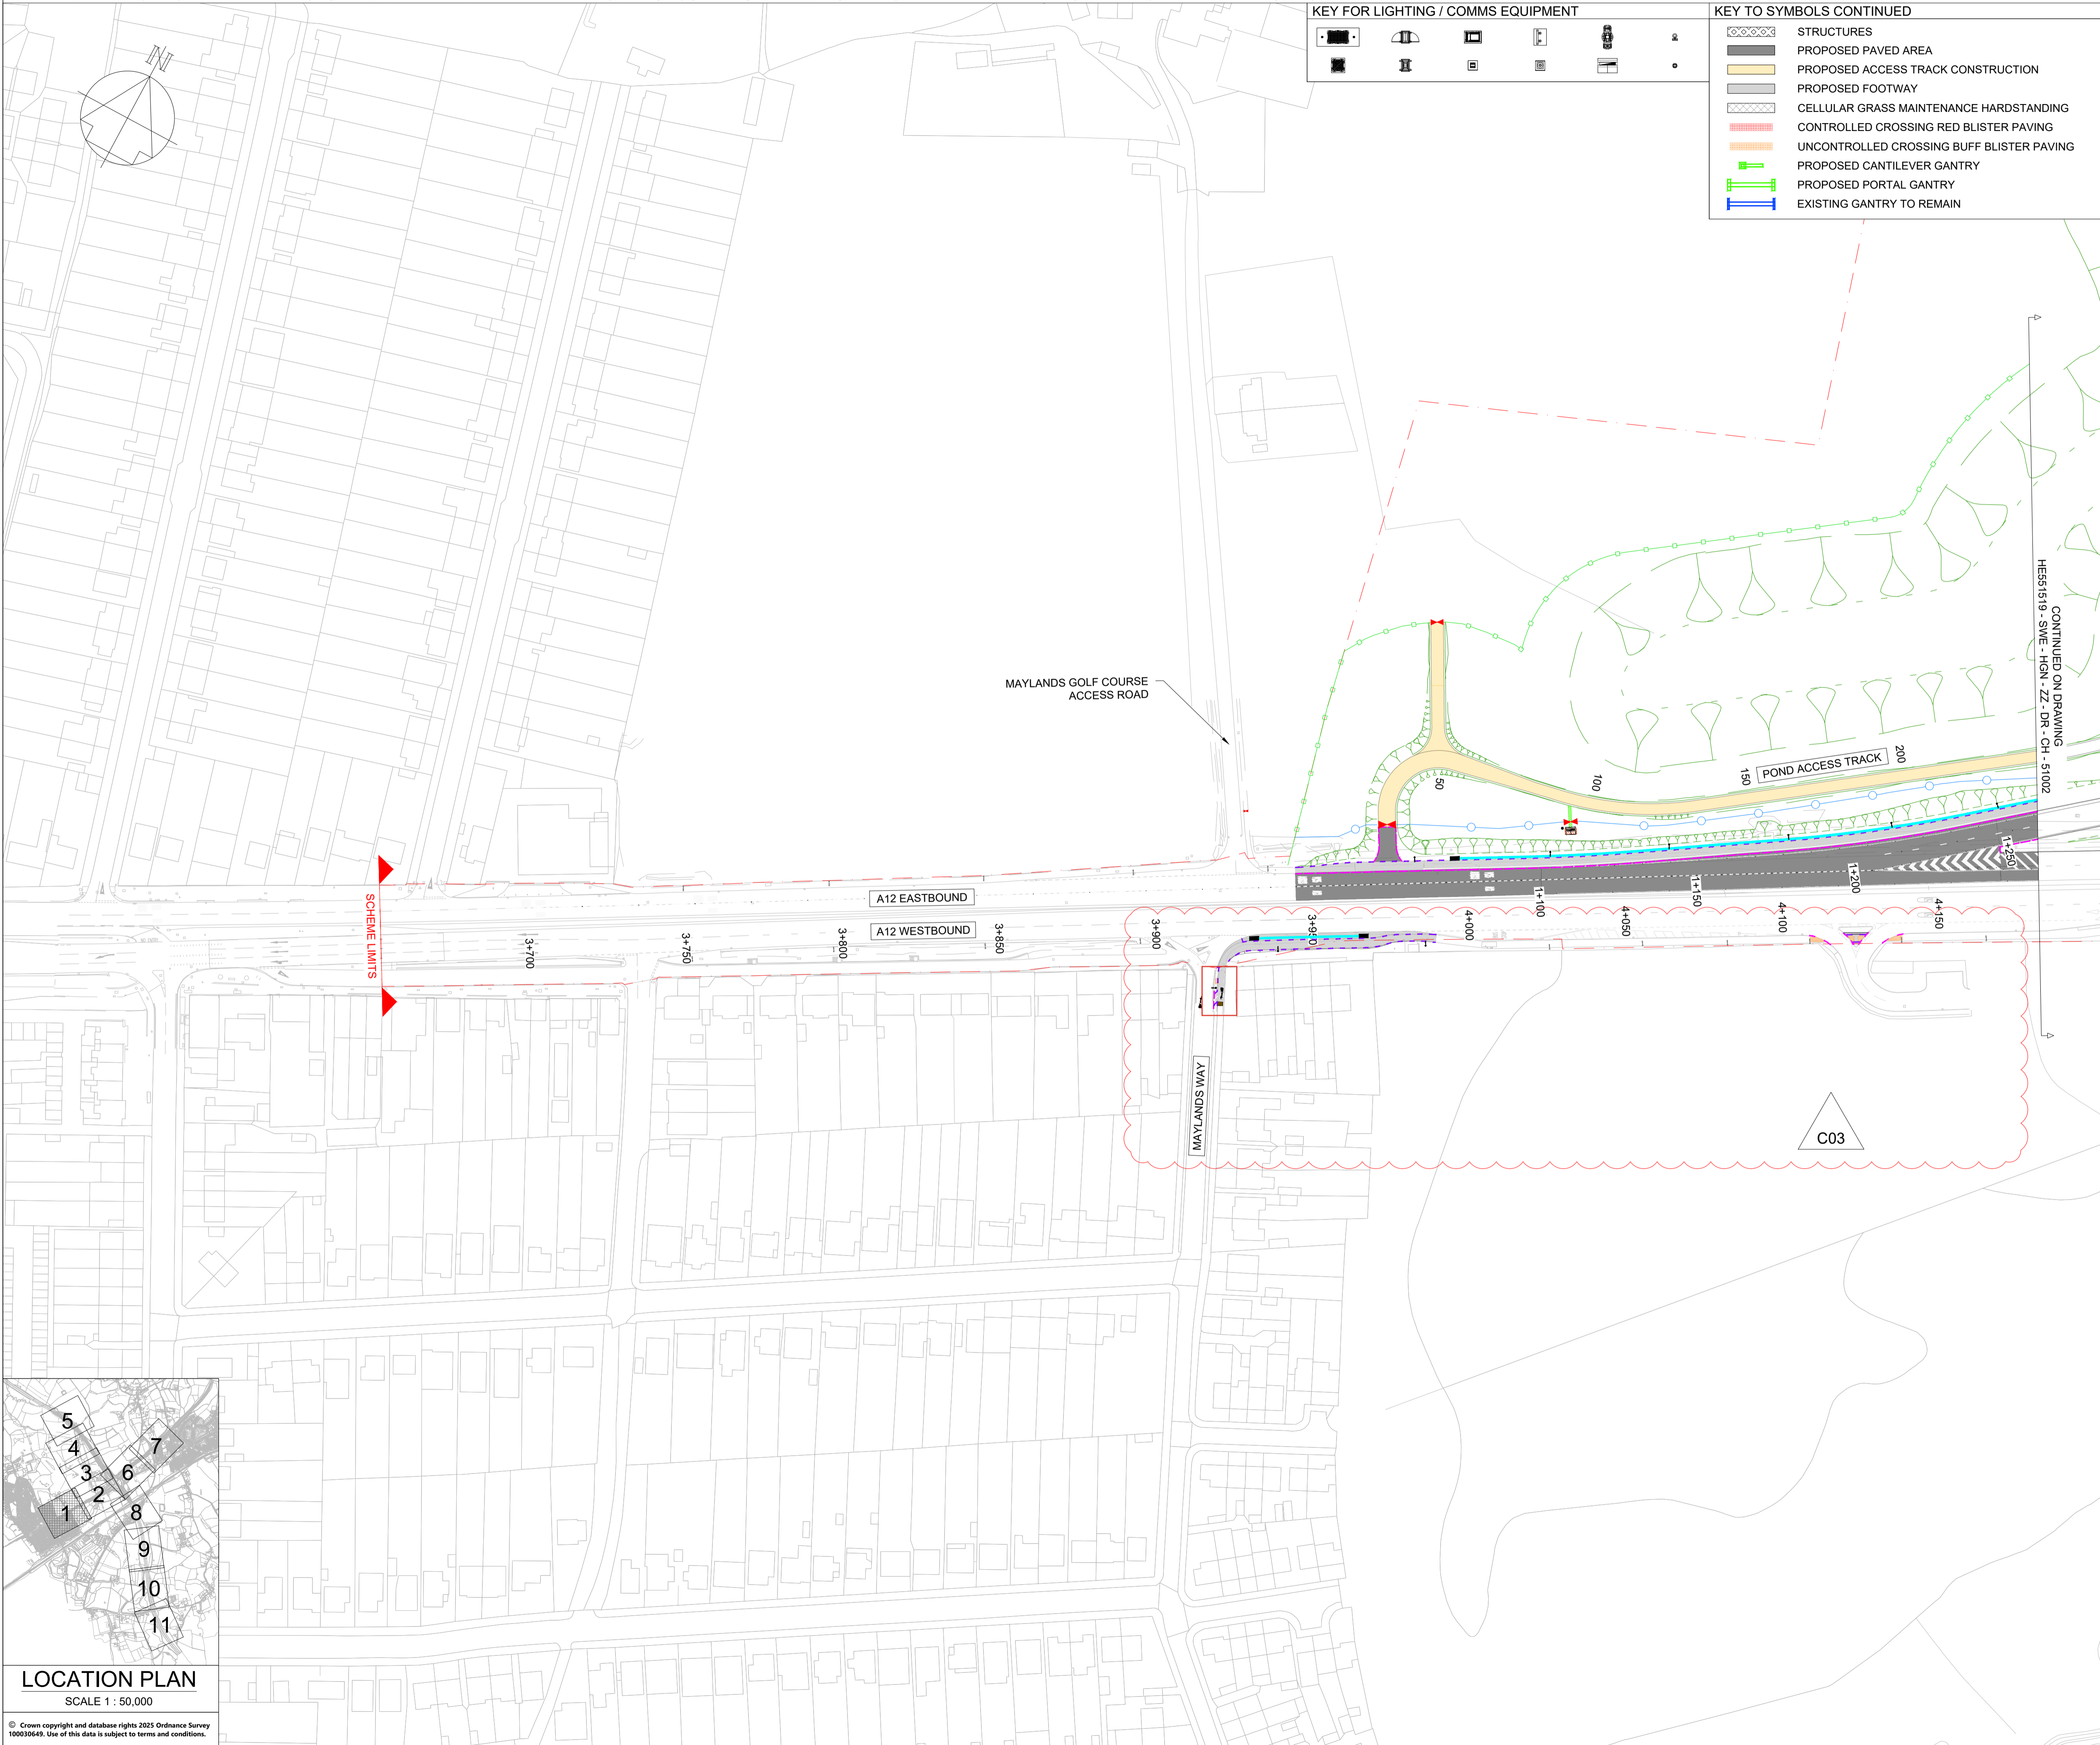 KEY FOR LIGHTING / COMMS EQUIPMENT
KEY TO SYMBOLS CONTINUED
STRUCTURES
PROPOSED PAVED AREA
PROPOSED ACCESS TRACK CONSTRUCTION
PROPOSED FOOTWAY
CELLULAR GRASS MAINTENANCE HARDSTANDING
CONTROLLED CROSSING RED BLISTER PAVING
UNCONTROLLED CROSSING BUFF BLISTER PAVING
PROPOSED CANTILEVER GANTRY
PROPOSED PORTAL GANTRY
EXISTING GANTRY TO REMAIN
N
CONTINUED ON DRAWING
HE551519 - SWE - HGN - ZZ - DR - CH - 51002
MAYLANDS GOLF COURSE
ACCESS ROAD
50
100
150
POND ACCESS TRACK
200
SCHEME LIMITS
A12 EASTBOUND
A12 WESTBOUND
1+100
1+150
1+200
1+250
3+700
3+750
3+800
3+850
3+900
3+950
4+000
4+050
4+100
4+150
MAYLANDS WAY
C03
5
4
7
3
6
2
1
8
9
10
11
LOCATION PLAN
SCALE 1 : 50,000
© Crown copyright and database rights 2025 Ordnance Survey
100030649. Use of this data is subject to terms and conditions.